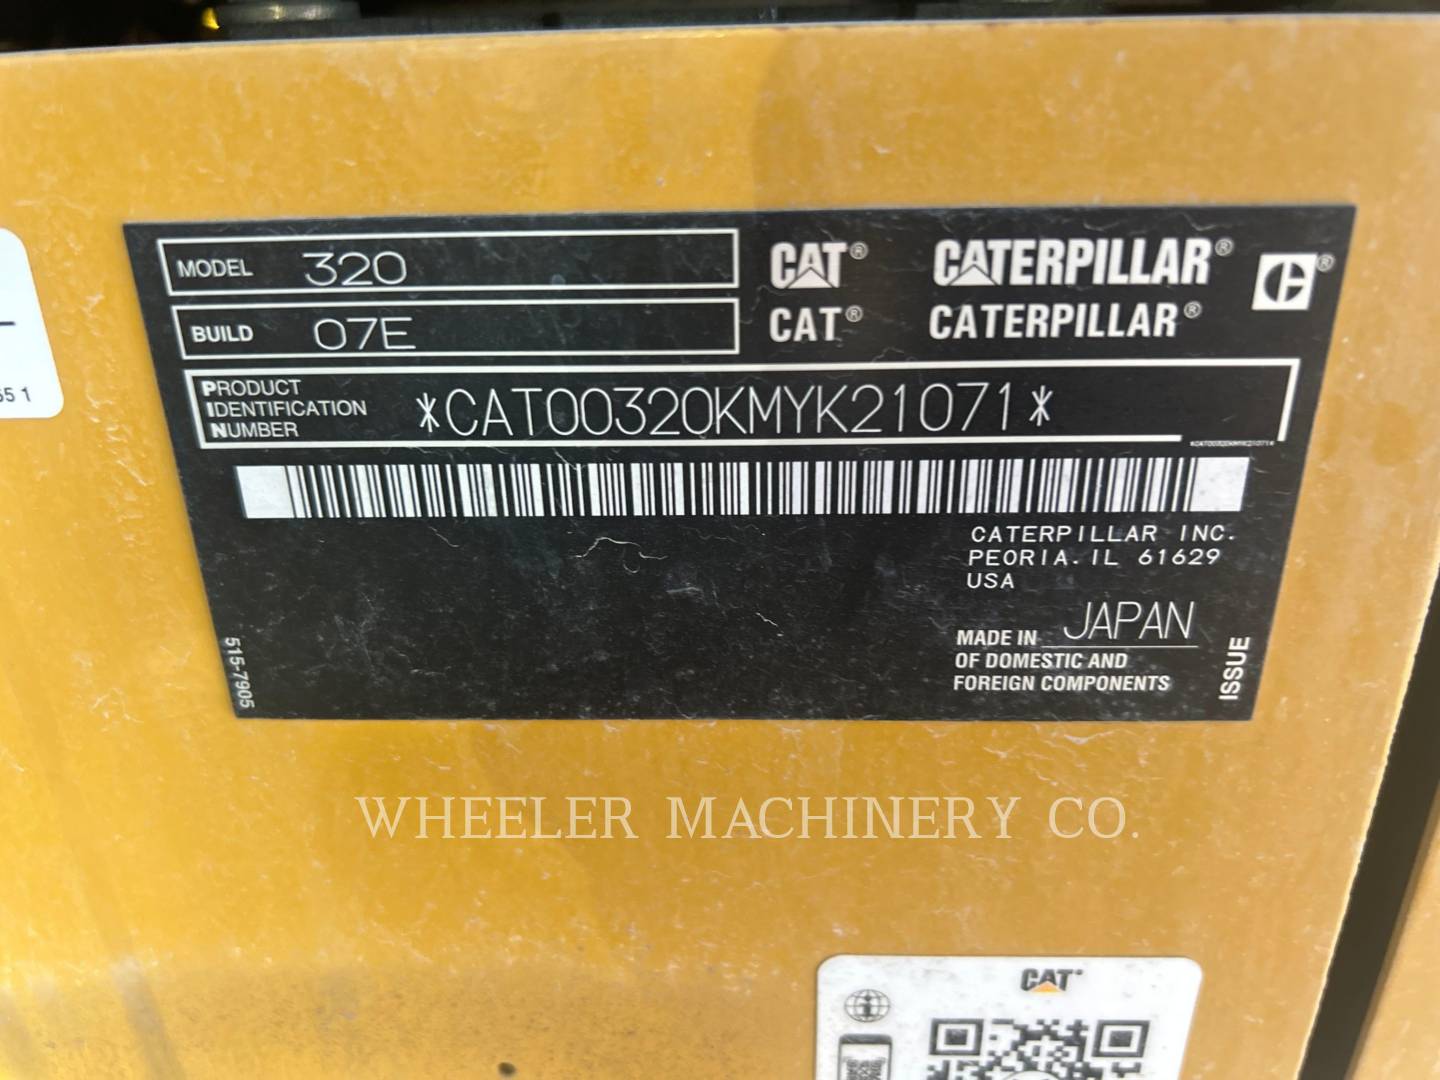 MODEL 320
BUILD 07E
CAT® CATERPILLAR® ®
CAT® CATERPILLAR®
PRODUCT
IDENTIFICATION
NUMBER
*CAT00320KMYK21071*
*CAT00320KMYK21071*
CATERPILLAR INC.
PEORIA. IL 61629
USA
MADE IN JAPAN
OF DOMESTIC AND
FOREIGN COMPONENTS
ISSUE
515-7905
WHEELER MACHINERY CO.
CAT®